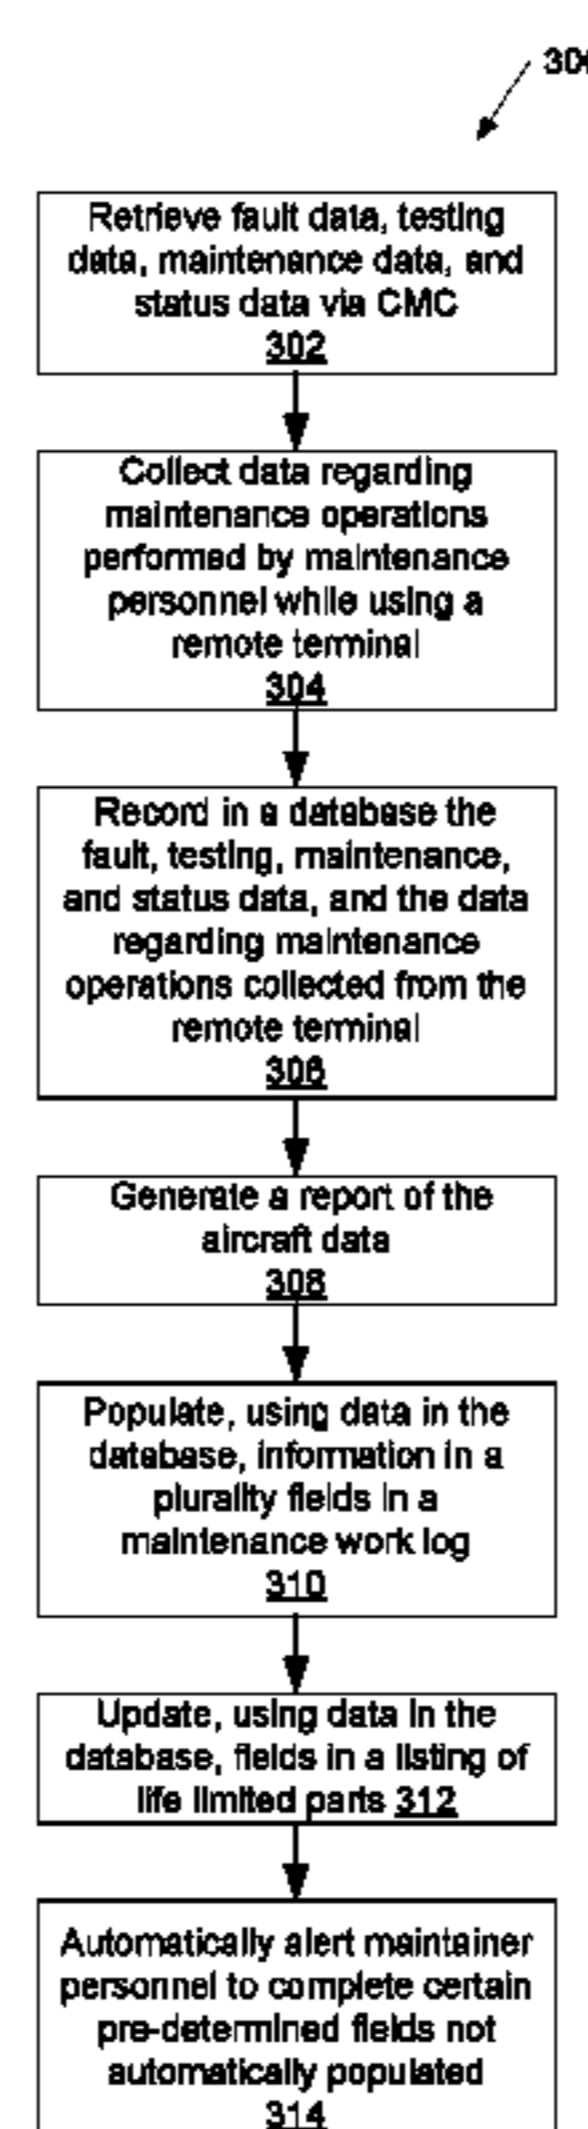 30
Retrieve fault data, testing
data, maintenance data, and
status data via CMC
302
Collect data regarding
maintenance operations
performed by maintenance
personnel while using a
remote terminal
304
Record in a database the
fault, testing, maintenance,
and status data, and the data
regarding maintenance
operations collected from the
remote terminal
306
Generate a report of the
aircraft data
308
Populate, using data in the
database, information in a
plurality fields in a
maintenance work log
310
Update, using data in the
database, fields in a listing of
life limited parts 312
Automatically alert maintainer
personnel to complete certain
pre-determined fields not
automatically populated
314